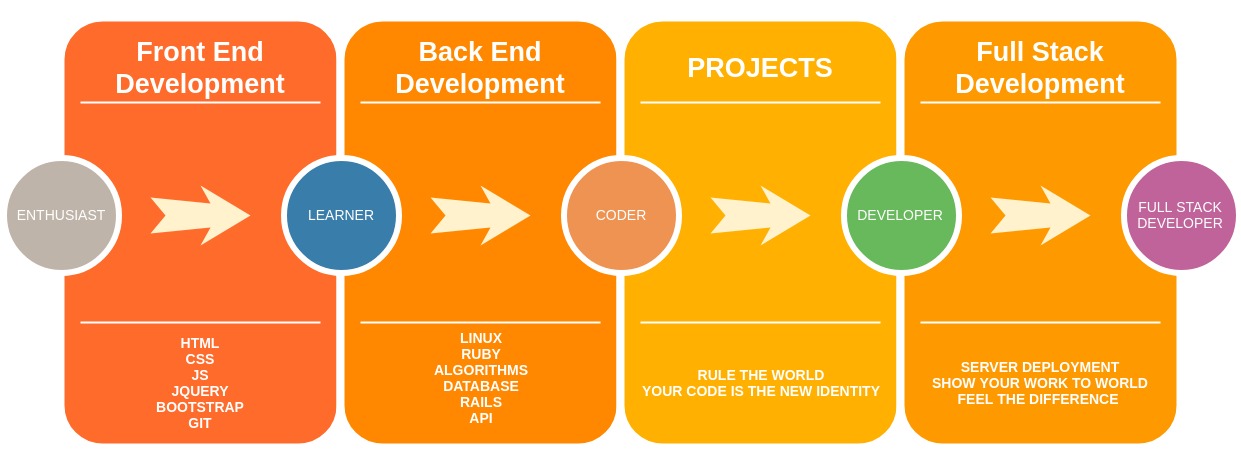 Front End
Development
Back End
Development
PROJECTS
Full Stack
Development
ENTHUSIAST
LEARNER
CODER
DEVELOPER
FULL STACK
DEVELOPER
HTML
CSS
JS
JQUERY
BOOTSTRAP
GIT
LINUX
RUBY
ALGORITHMS
DATABASE
RAILS
API
RULE THE WORLD
YOUR CODE IS THE NEW IDENTITY
SERVER DEPLOYMENT
SHOW YOUR WORK TO WORLD
FEEL THE DIFFERENCE